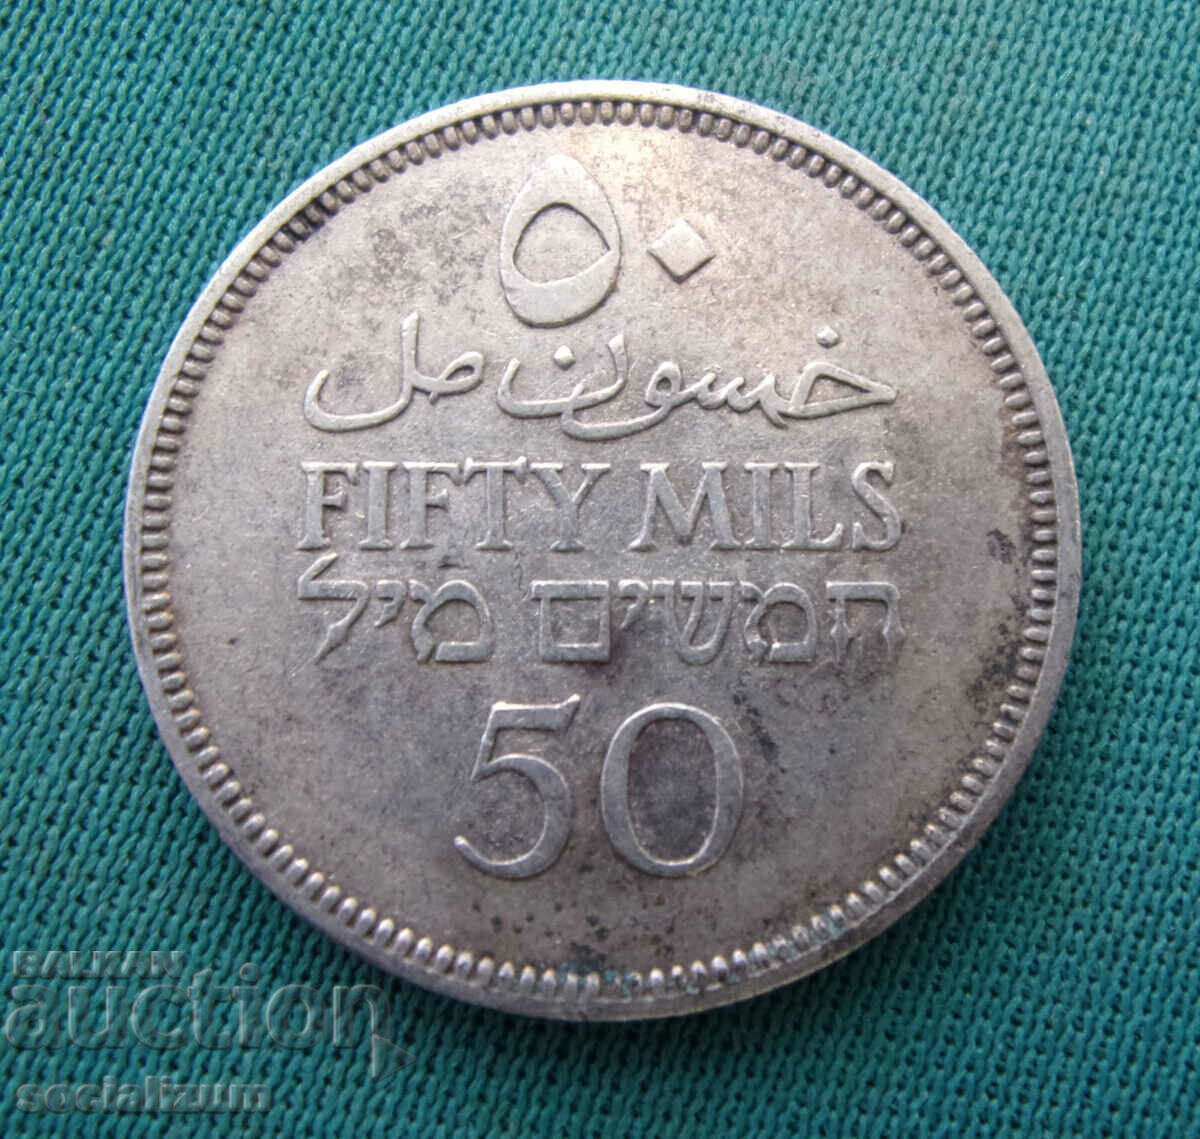 ٥٠
خمسون مل
FIFTY MILS
חמשים מיל
50
BALKAN
auction
socializum